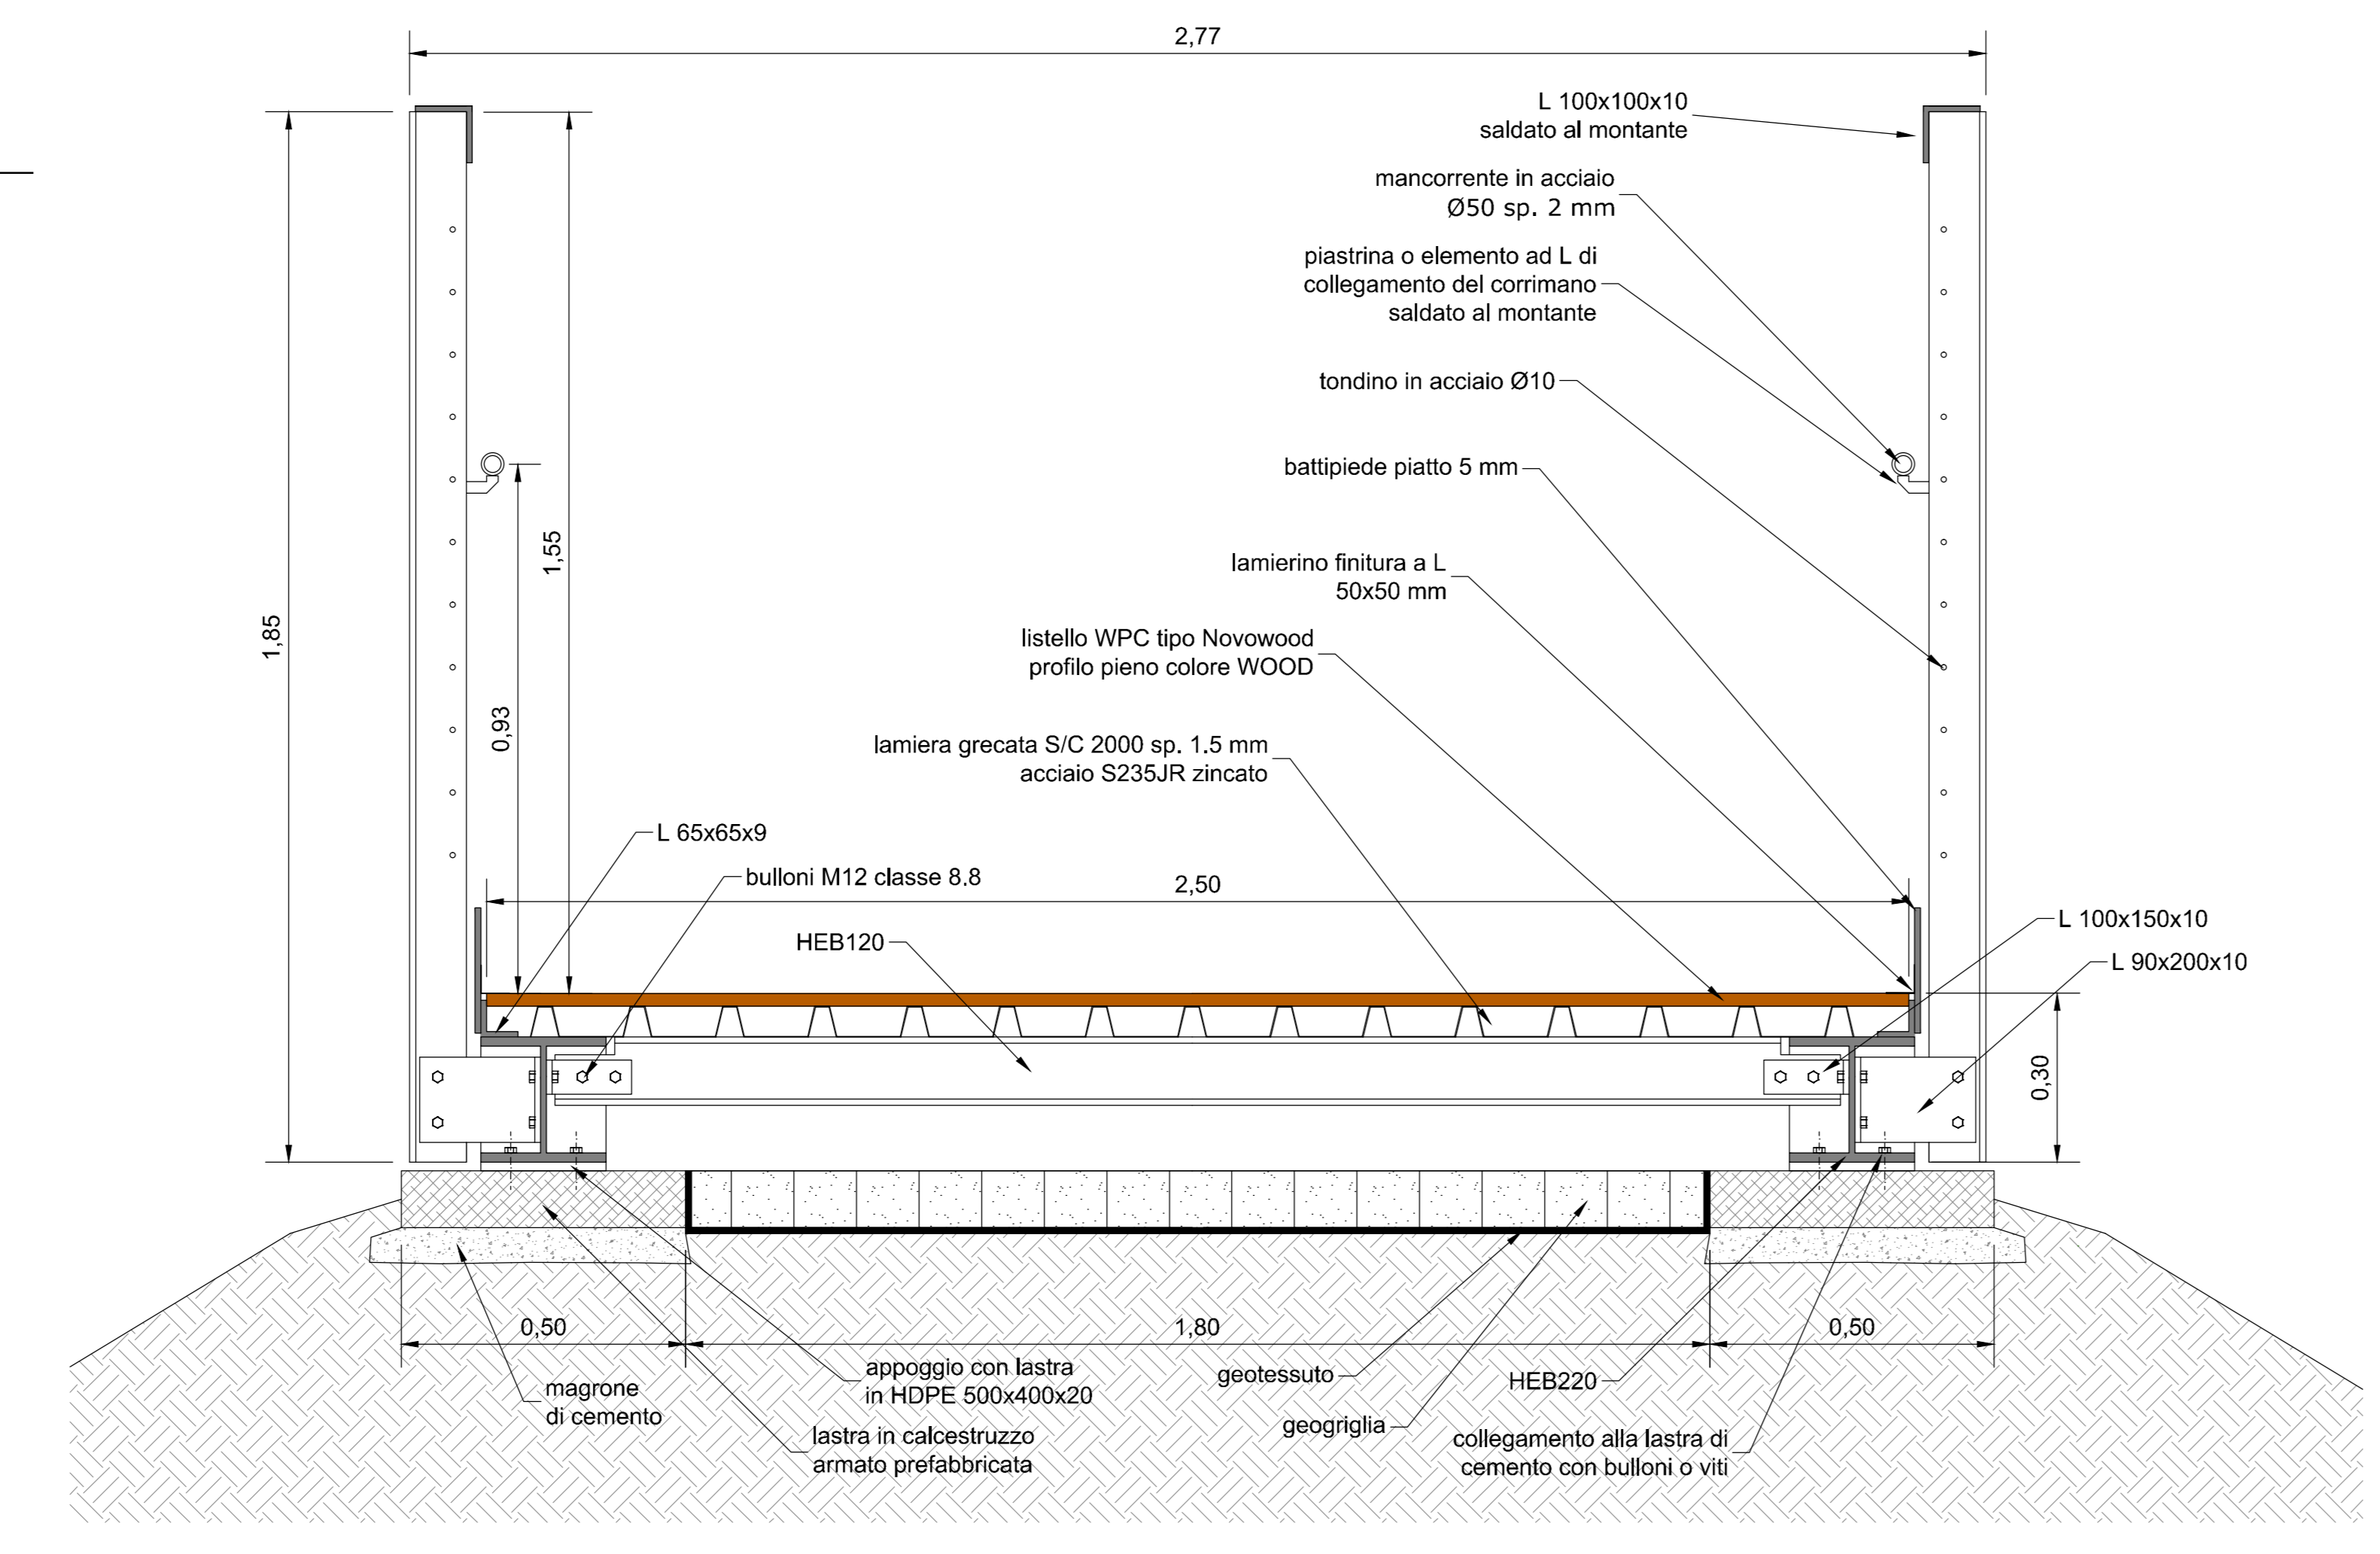 2,77
L 100x100x10
saldato al montante
mancorrente in acciaio
Ø50 sp. 2 mm
piastrina o elemento ad L di
collegamento del corrimano
saldato al montante
tondino in acciaio Ø10
battipiede piatto 5 mm
1,55
lamierino finitura a L
50x50 mm
1,85
listello WPC tipo Novowood
profilo pieno colore WOOD
0,93
lamiera grecata S/C 2000 sp. 1.5 mm
acciaio S235JR zincato
L 65x65x9
bulloni M12 classe 8.8
2,50
HEB120
L 100x150x10
L 90x200x10
0,30
0,50
1,80
0,50
appoggio con lastra
in HDPE 500x400x20
geotessuto
HEB220
magrone
di cemento
geogriglia
lastra in calcestruzzo
armato prefabbricata
collegamento alla lastra di
cemento con bulloni o viti